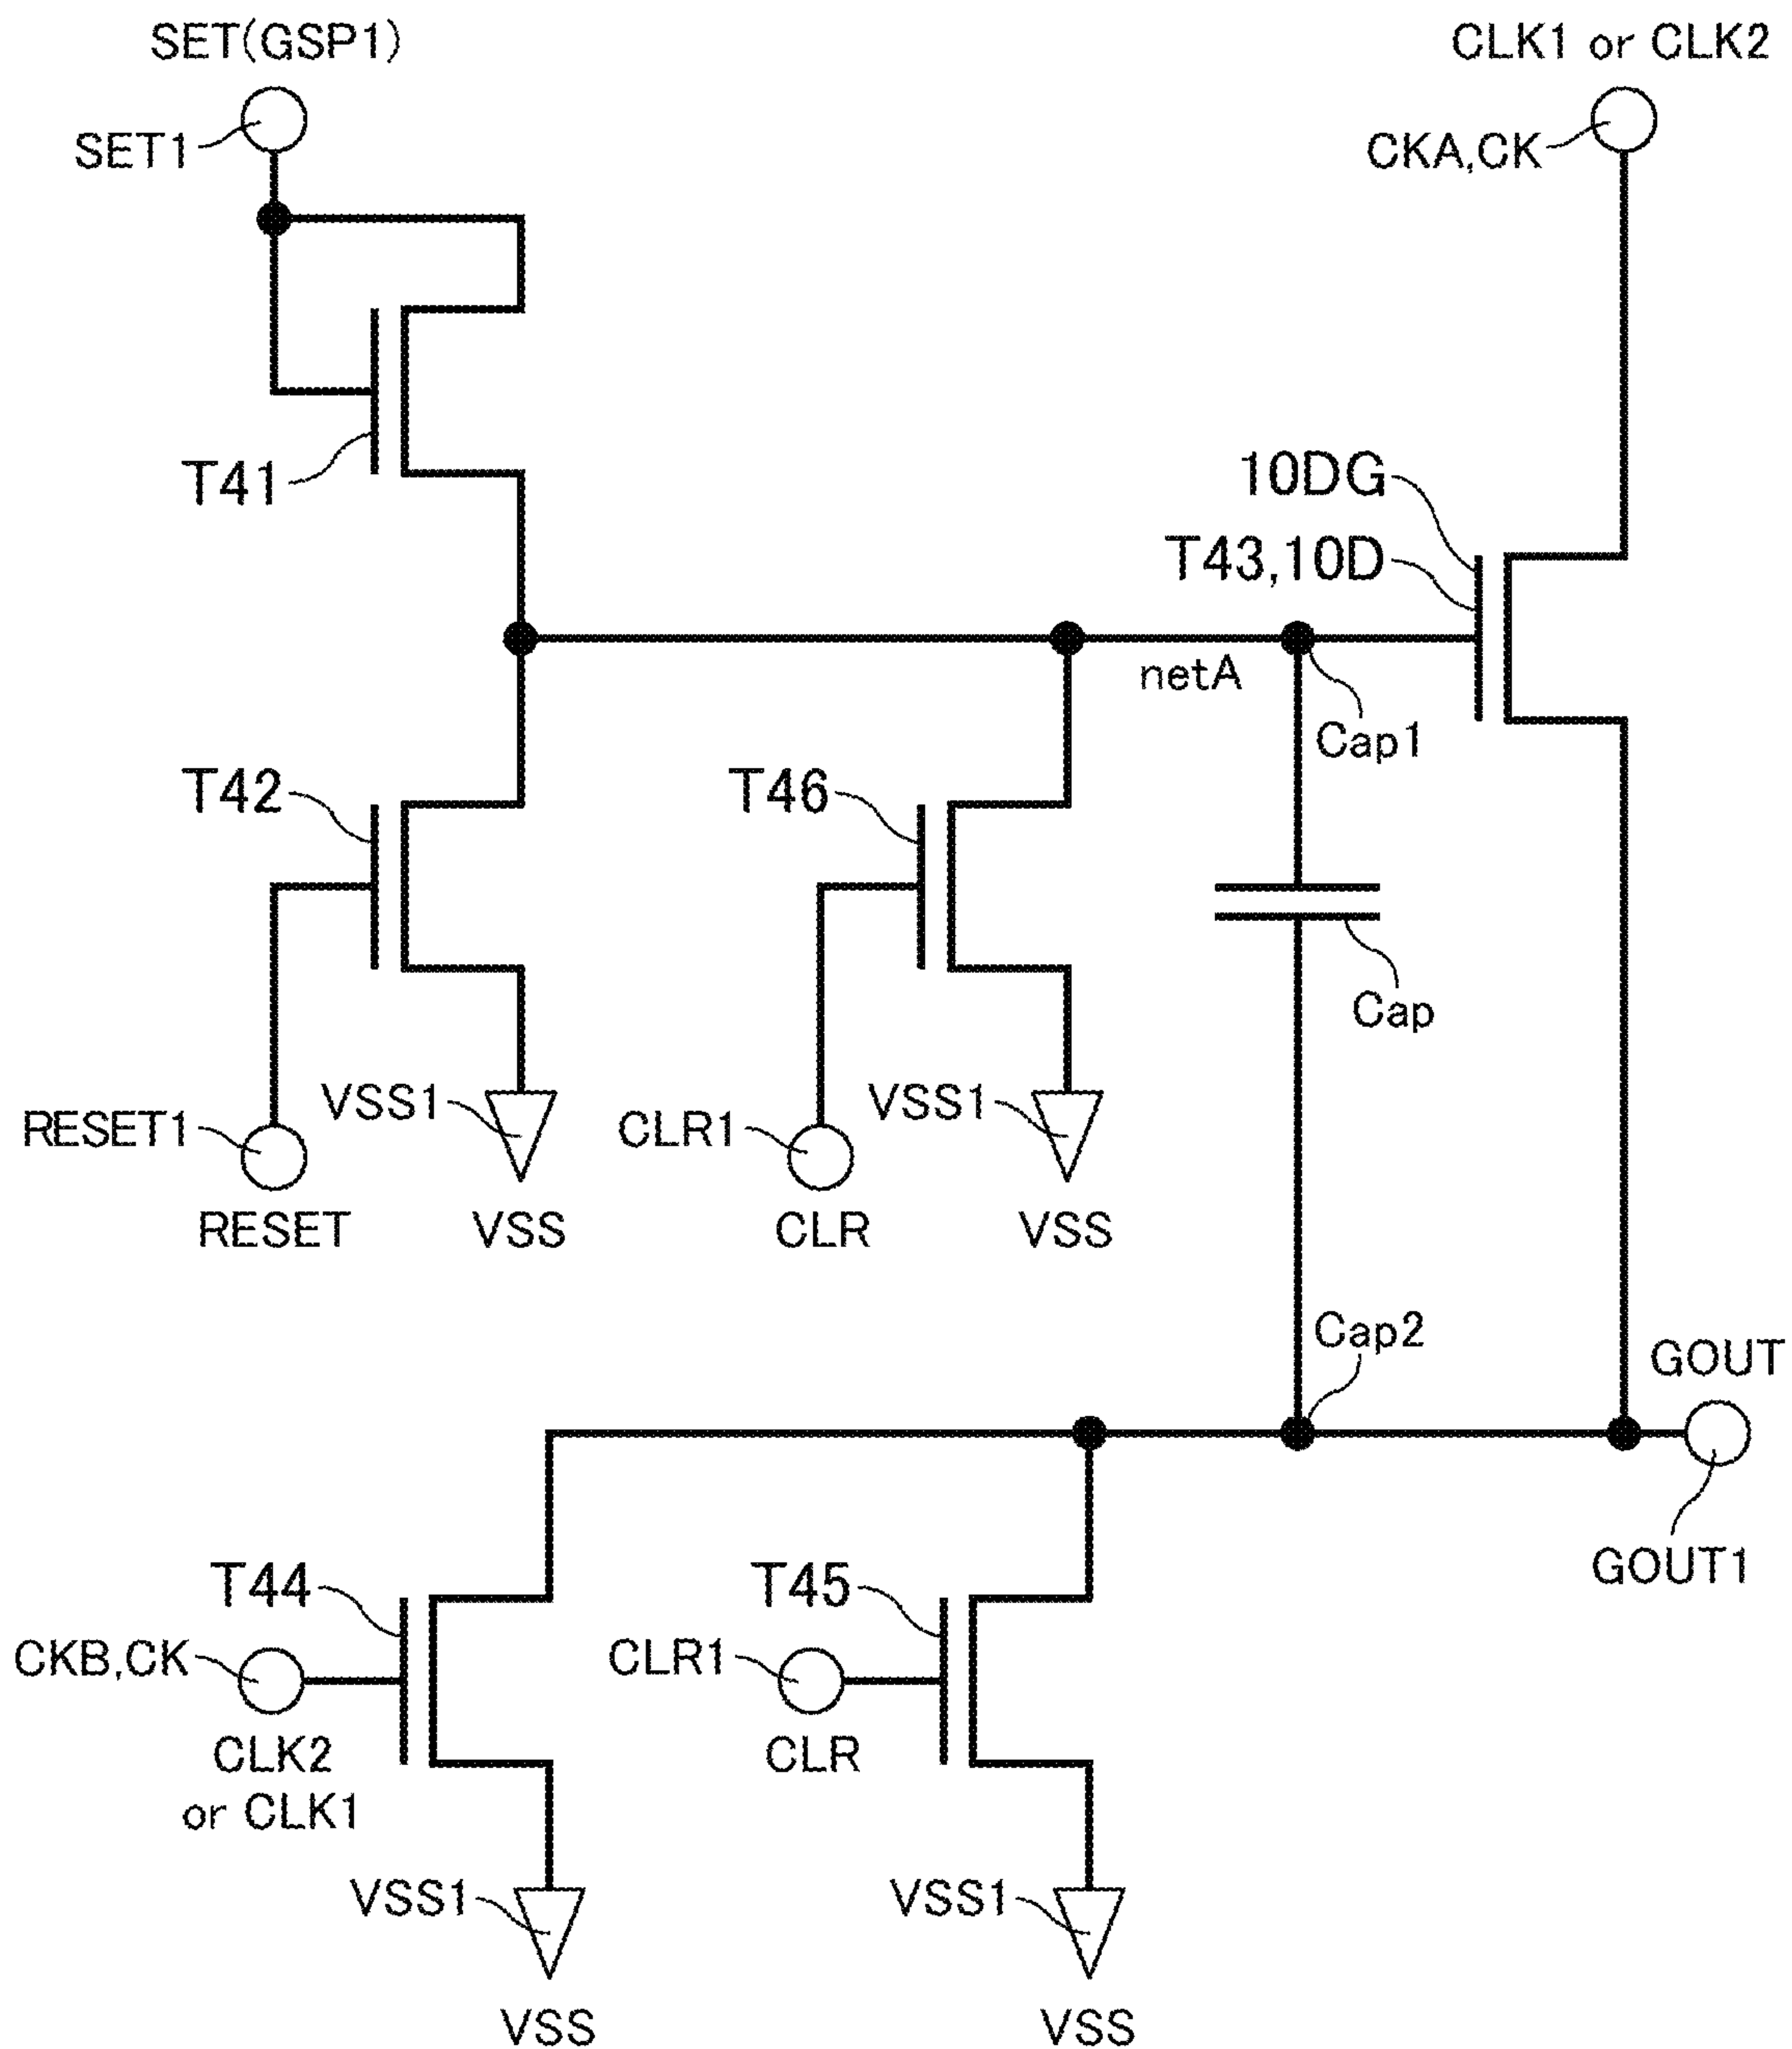 SET(GSP1)
CLK1 or CLK2
SET1
CKA,CK
T41
10DG
T43,10D
netA
Cap1
T42
T46
Cap
VSS1
VSS1
RESET1
CLR1
RESET
VSS
CLR
VSS
Cap2
GOUT
T44
T45
GOUT1
CKB,CK
CLR1
CLK2
or CLK1
CLR
VSS1
VSS1
VSS
VSS